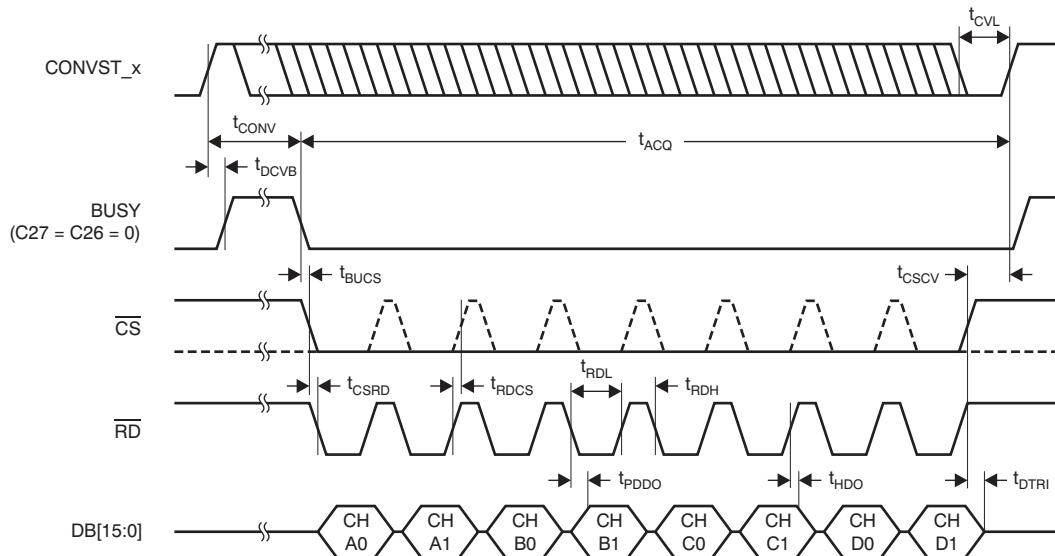 t_CVL
CONVST_x
t_CONV
t_ACQ
t_DCVB
BUSY
(C27 = C26 = 0)
t_BUCS
t_CSCV
CS
t_CSRD
t_RDCS
t_RDL
t_RDH
RD
t_PDDO
t_HDO
t_DTRI
DB[15:0]
CH A0
CH A1
CH B0
CH B1
CH C0
CH C1
CH D0
CH D1